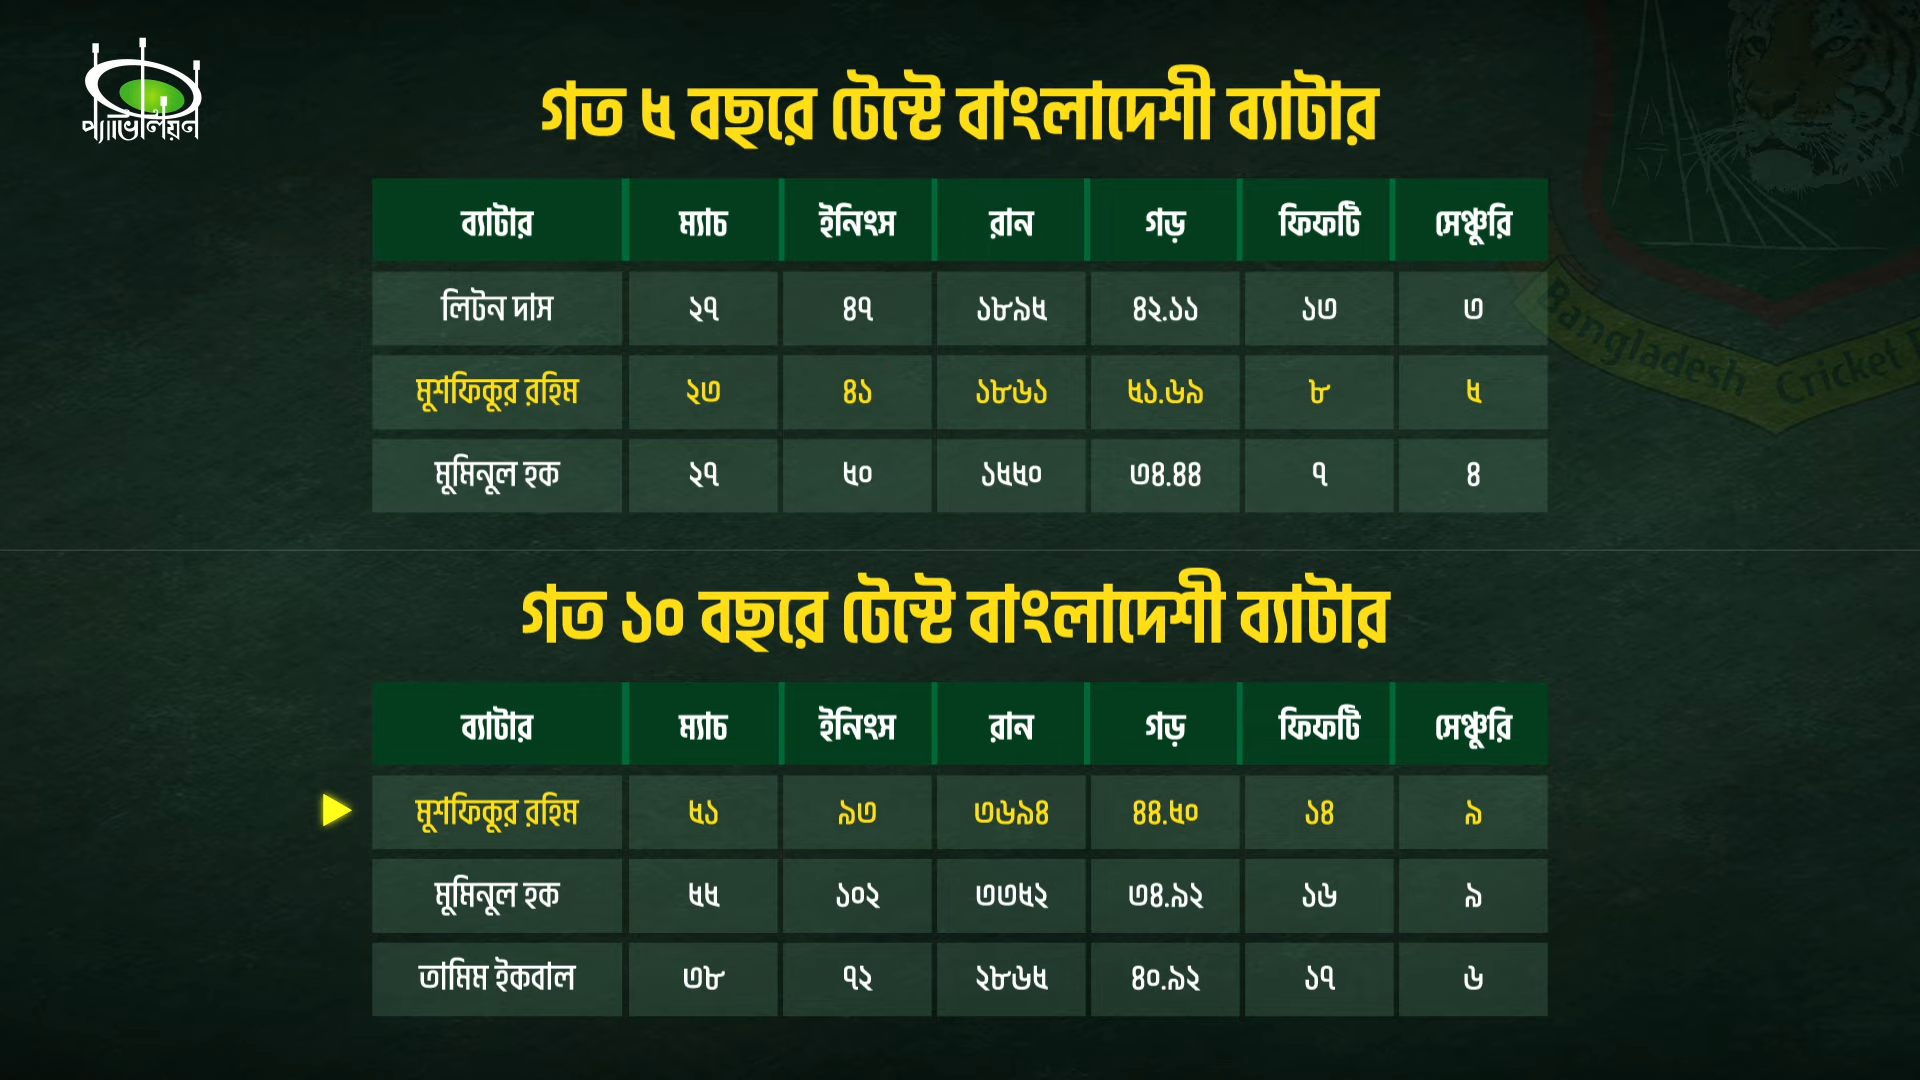 প্যাভিলিয়ন
গত ৫ বছরে টেস্টে বাংলাদেশী ব্যাটার
ব্যাটার ম্যাচ ইনিংস রান গড় ফিফটি সেঞ্চুরি
লিটন দাস ২৭ ৪৭ ১৮৯৫ ৪২.১১ ১৩ ৩
মুশফিকুর রহিম ২৩ ৪১ ১৮৬১ ৫১.৬৯ ৮ ৫
মুমিনুল হক ২৭ ৫০ ১৫৫০ ৩৪.৪৪ ৭ ৪
Bangladesh Cricket
গত ১০ বছরে টেস্টে বাংলাদেশী ব্যাটার
ব্যাটার ম্যাচ ইনিংস রান গড় ফিফটি সেঞ্চুরি
মুশফিকুর রহিম ৫১ ৯৩ ৩৬৯৪ ৪৪.৫০ ১৪ ৯
মুমিনুল হক ৫৫ ১০২ ৩৩৫২ ৩৪.৯২ ১৬ ৯
তামিম ইকবাল ৩৮ ৭২ ২৮৬৫ ৪০.৯২ ১৭ ৬